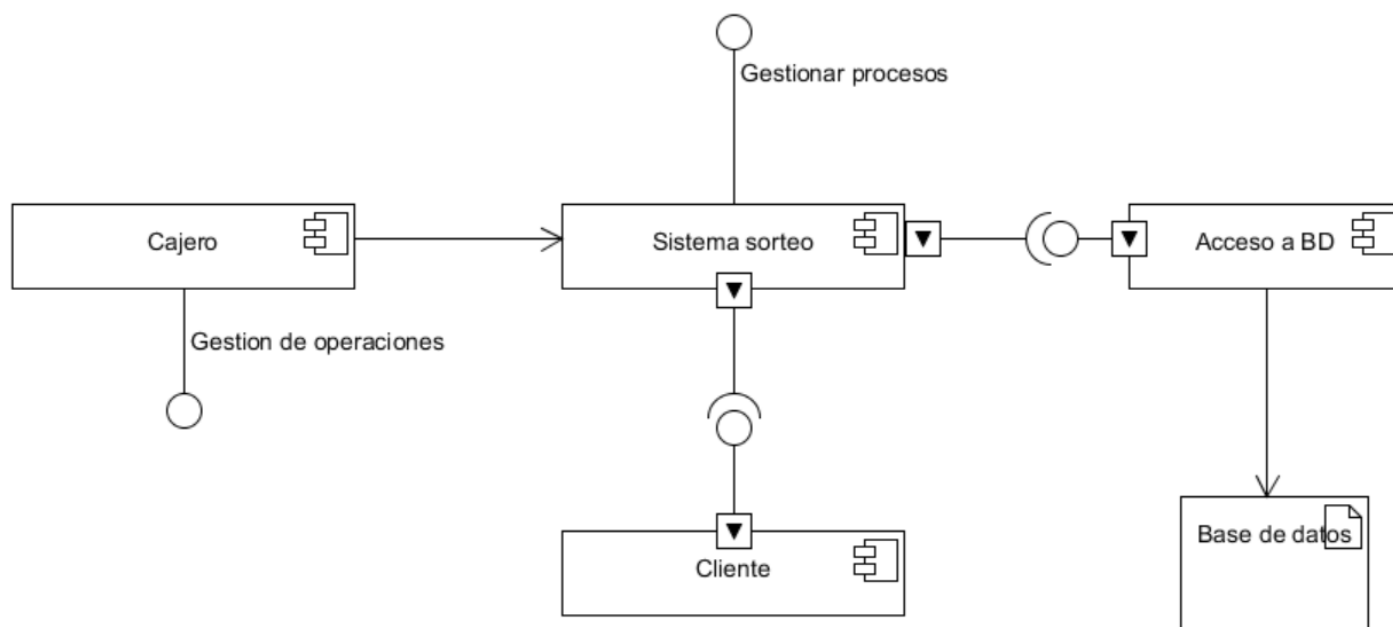 Gestionar procesos
Cajero
Sistema sorteo
Acceso a BD
Gestion de operaciones
Base de datos
Cliente